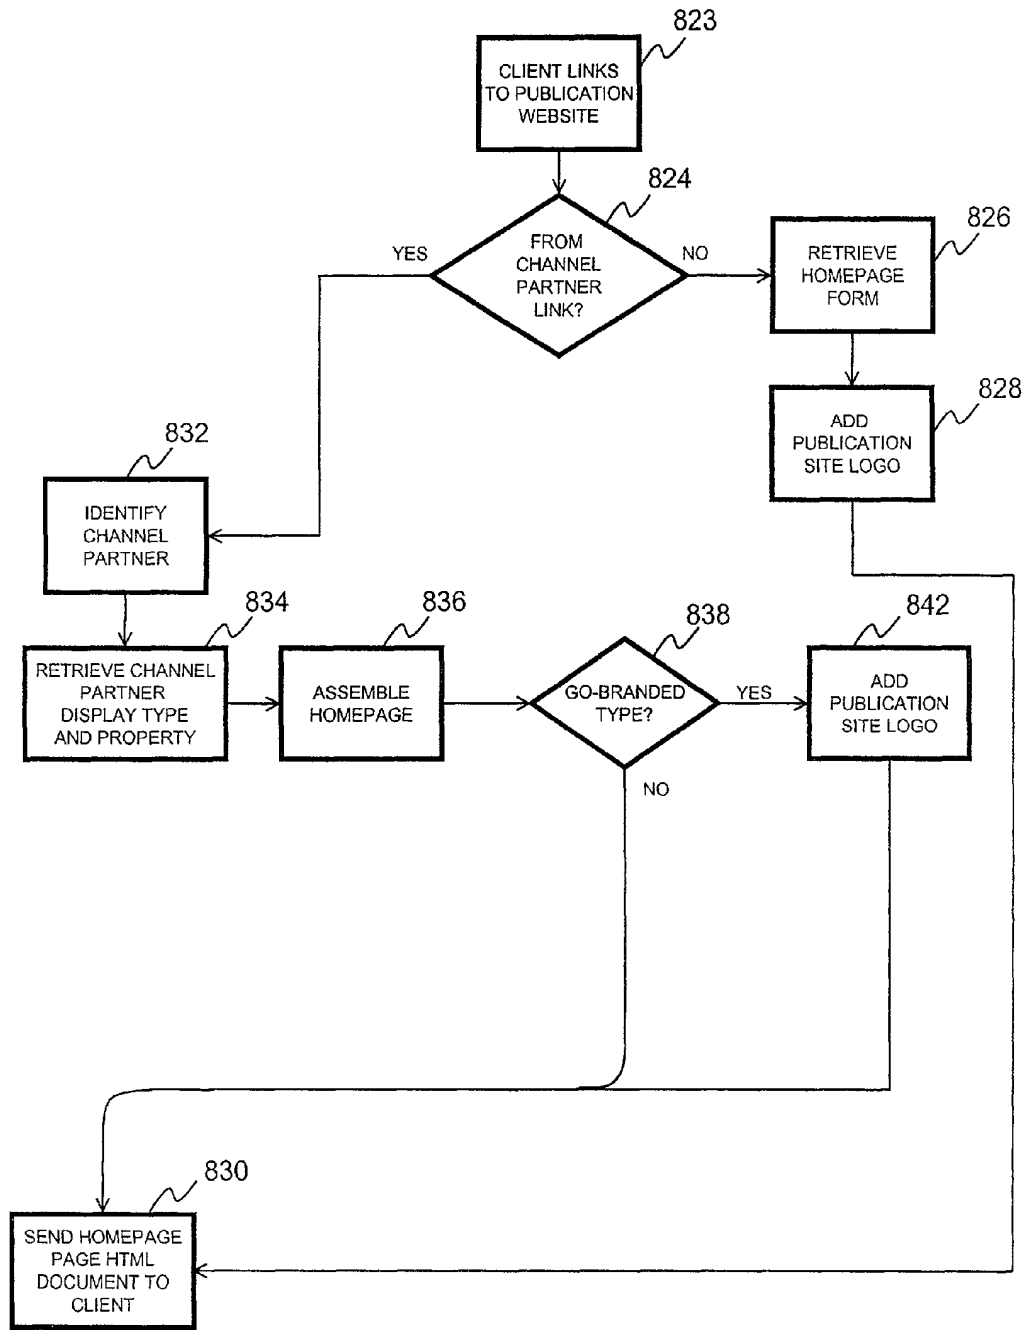 823
CLIENT LINKS
TO PUBLICATION
WEBSITE
824
FROM
CHANNEL
PARTNER
LINK?
YES
NO
826
RETRIEVE
HOMEPAGE
FORM
828
ADD
PUBLICATION
SITE LOGO
832
IDENTIFY
CHANNEL
PARTNER
834
RETRIEVE CHANNEL
PARTNER
DISPLAY TYPE
AND PROPERTY
836
ASSEMBLE
HOMEPAGE
838
GO-BRANDED
TYPE?
YES
NO
842
ADD
PUBLICATION
SITE LOGO
830
SEND HOMEPAGE
PAGE HTML
DOCUMENT TO
CLIENT